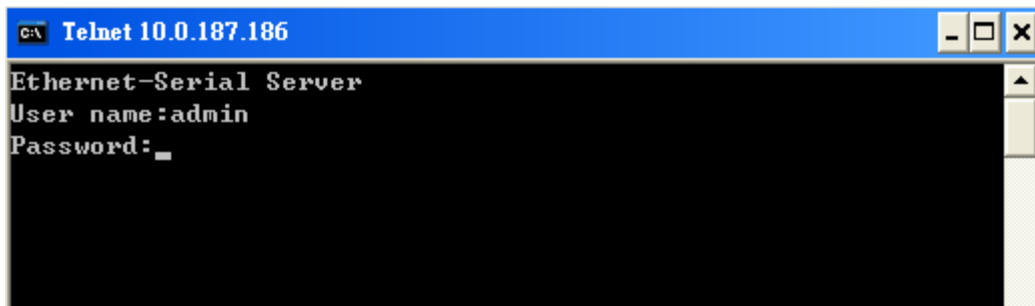 C:\ Telnet 10.0.187.186
Ethernet-Serial Server
User name:admin
Password:_